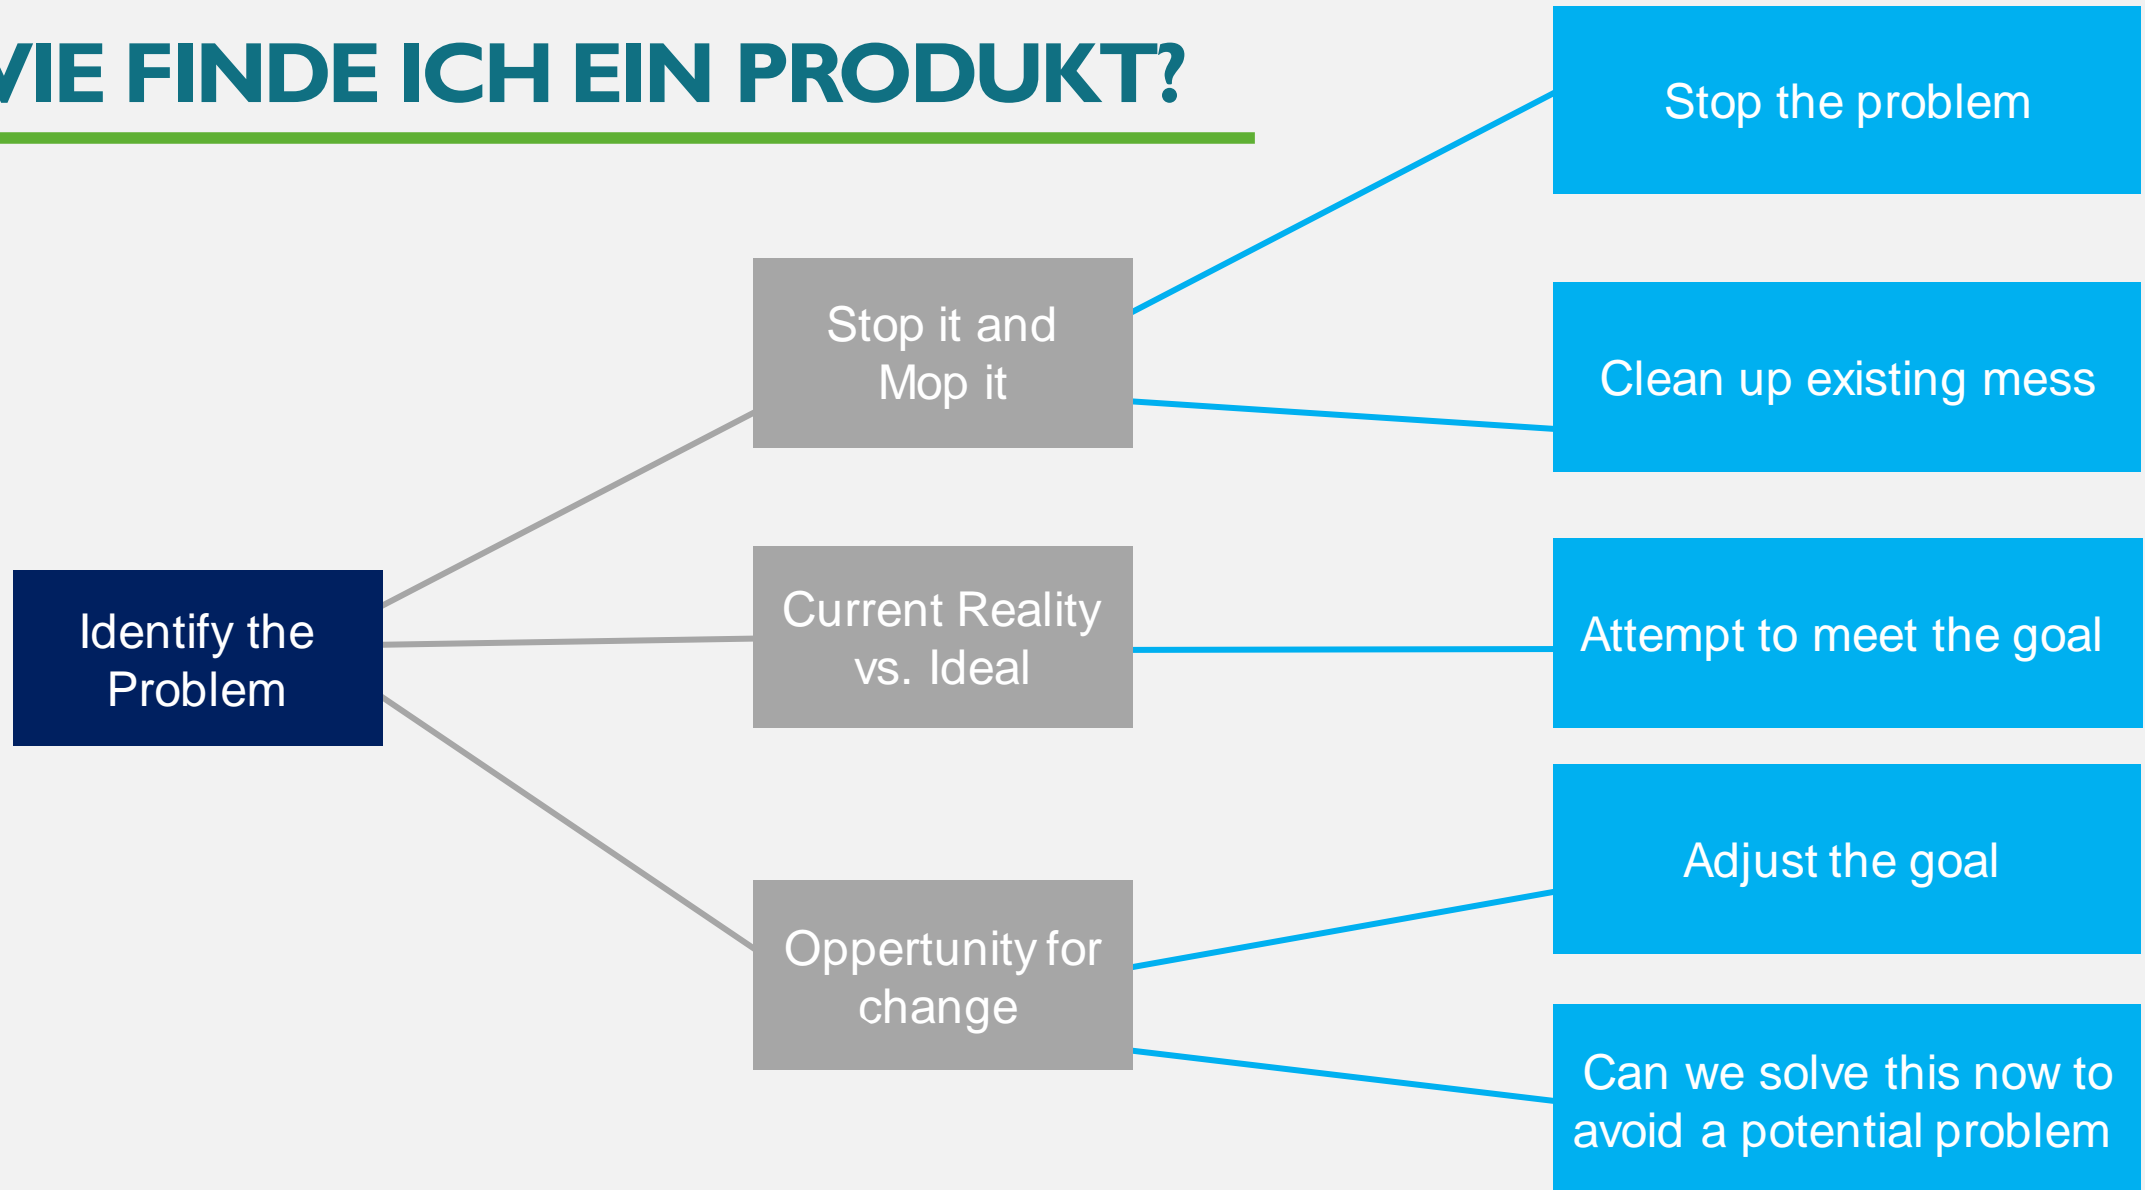 WIE FINDE ICH EIN PRODUKT?
Stop the problem
Stop it and
Mop it
Clean up existing mess
Identify the
Problem
Current Reality
vs. Ideal
Attempt to meet the goal
Adjust the goal
Oppertunity for
change
Can we solve this now to
avoid a potential problem